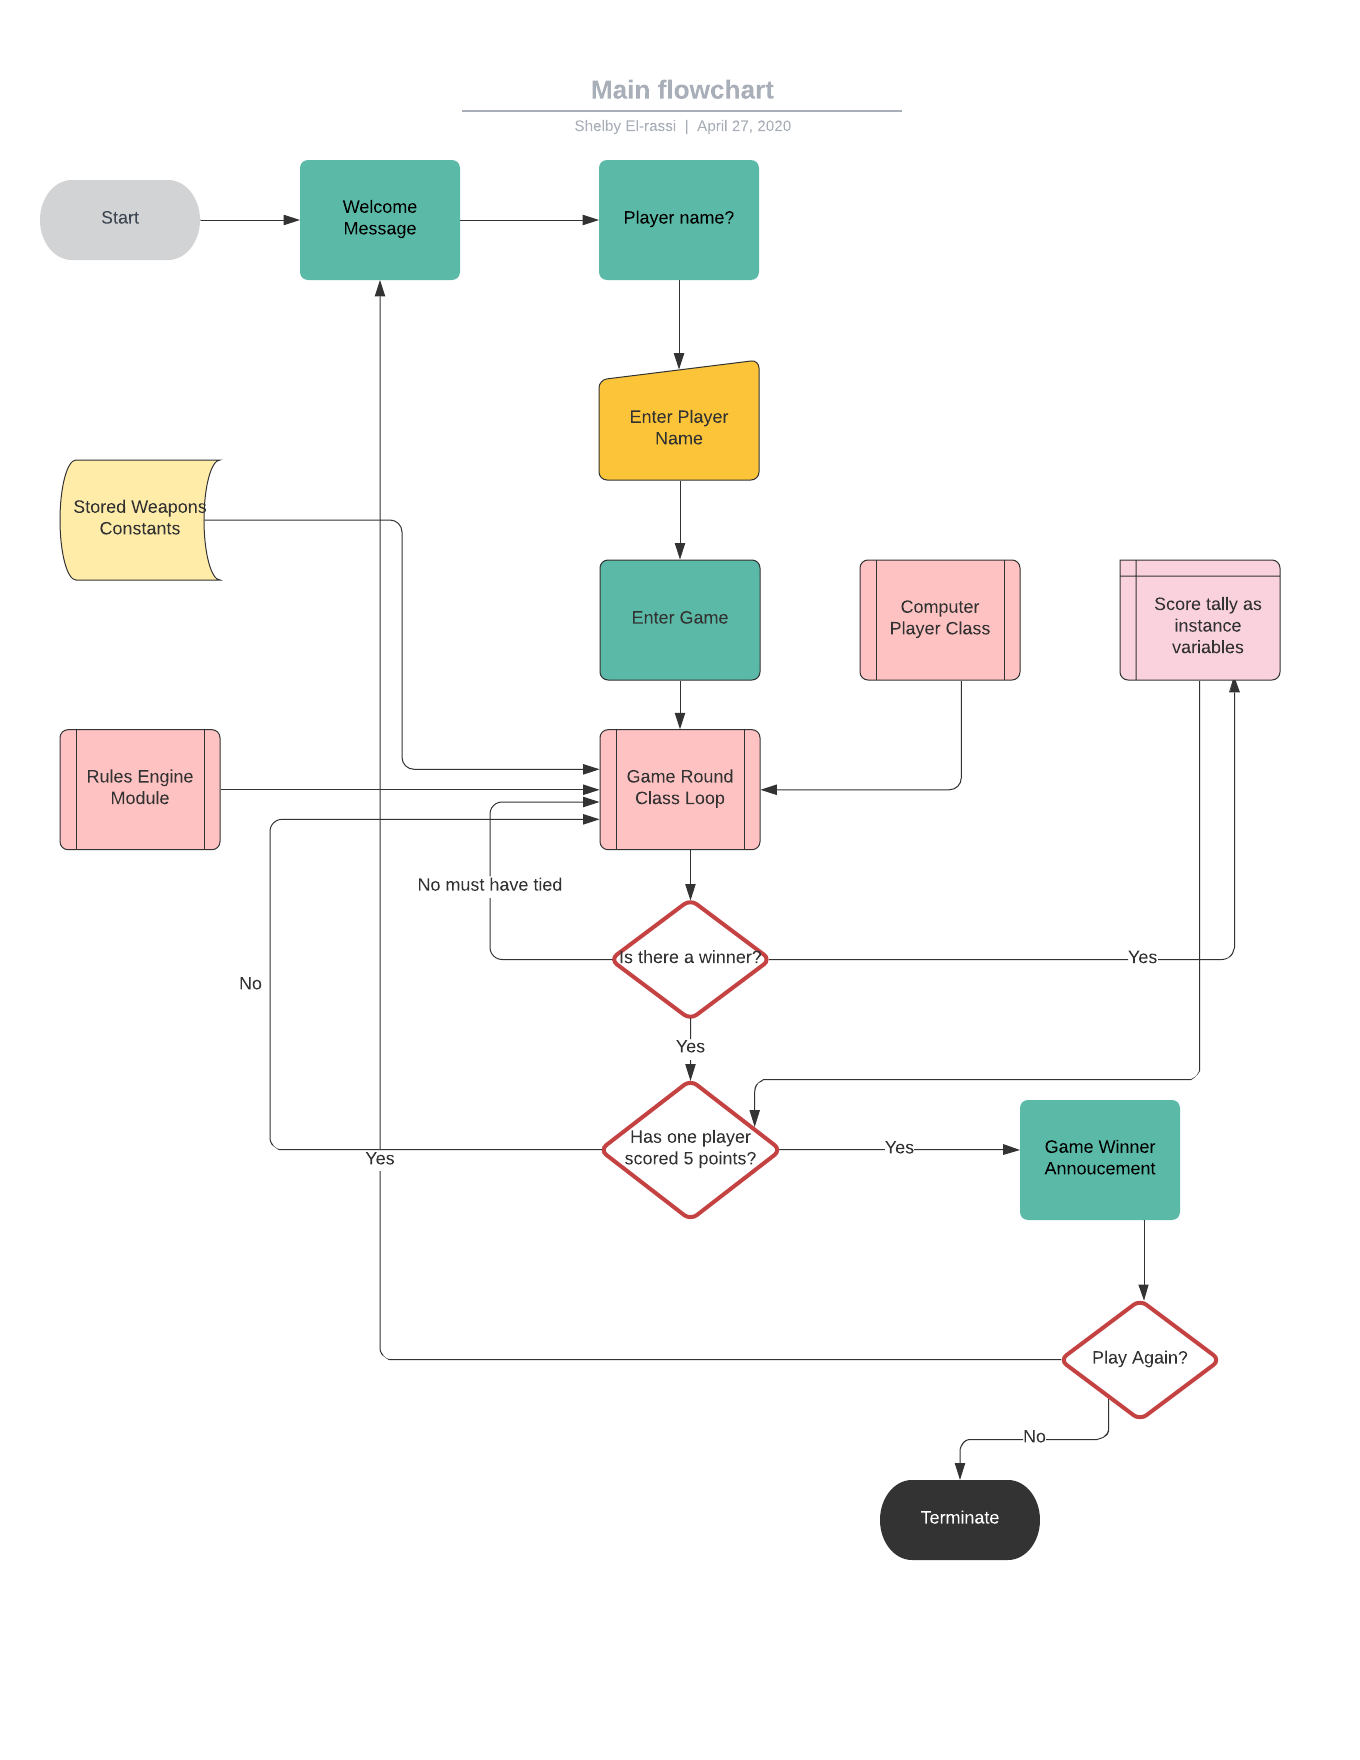 Main flowchart
Shelby El-rassi | April 27, 2020
Start
Welcome
Message
Player name?
Enter Player
Name
Stored Weapons
Constants
Enter Game
Computer
Player Class
Score tally as
instance
variables
Rules Engine
Module
Game Round
Class Loop
No must have tied
Is there a winner?
Yes
No
Yes
Has one player
scored 5 points?
Yes
Yes
Game Winner
Annoucement
Play Again?
No
Terminate